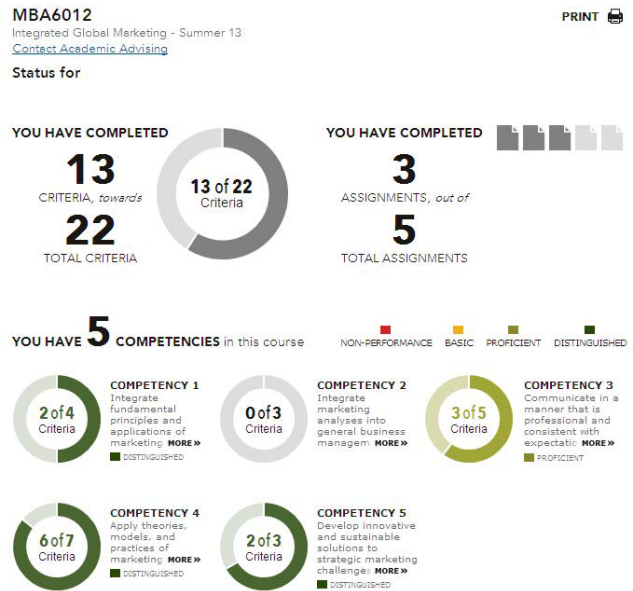 MBA6012
PRINT
Integrated Global Marketing - Summer 13
Contact Academic Advising
Status for
YOU HAVE COMPLETED
13
CRITERIA, towards
22
TOTAL CRITERIA
13 of 22
Criteria
YOU HAVE COMPLETED
3
ASSIGNMENTS, out of
5
TOTAL ASSIGNMENTS
YOU HAVE 5 COMPETENCIES in this course
NON-PERFORMANCE BASIC PROFICIENT DISTINGUISHED
2 of 4
Criteria
COMPETENCY 1
Integrate
fundamental
principles and
applications of
marketing MORE »
DISTINGUISHED
0 of 3
Criteria
COMPETENCY 2
Integrate
marketing
analyses into
general business
managem MORE »
3 of 5
Criteria
COMPETENCY 3
Communicate in a
manner that is
professional and
consistent with
expectatic MORE »
PROFICIENT
6 of 7
Criteria
COMPETENCY 4
Apply theories,
models, and
practices of
marketing MORE »
DISTINGUISHED
2 of 3
Criteria
COMPETENCY 5
Develop innovative
and sustainable
solutions to
strategic marketing
challenge: MORE »
DISTINGUISHED